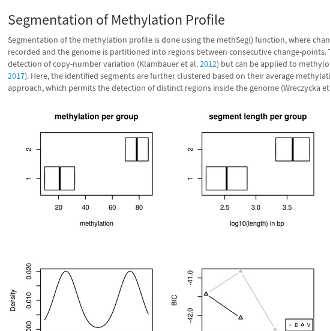 Segmentation of Methylation Profile
Segmentation of the methylation profile is done using the methSeg() function, where chan
recorded and the genome is partitioned into regions between consecutive change-points.
detection of copy-number variation (Klambauer et al. 2012) but can be applied to methylo
2017). Here, the identified segments are further clustered based on their average methylati
approach, which permits the detection of distinct regions inside the genome (Wreczycka et
methylation per group
segment length per group
2
1
20 40 60 80
methylation
2
1
2.5 3.0 3.5
log10(length) in bp
Density
0.020
0.010
BIC
-41.0
-42.0
E
V